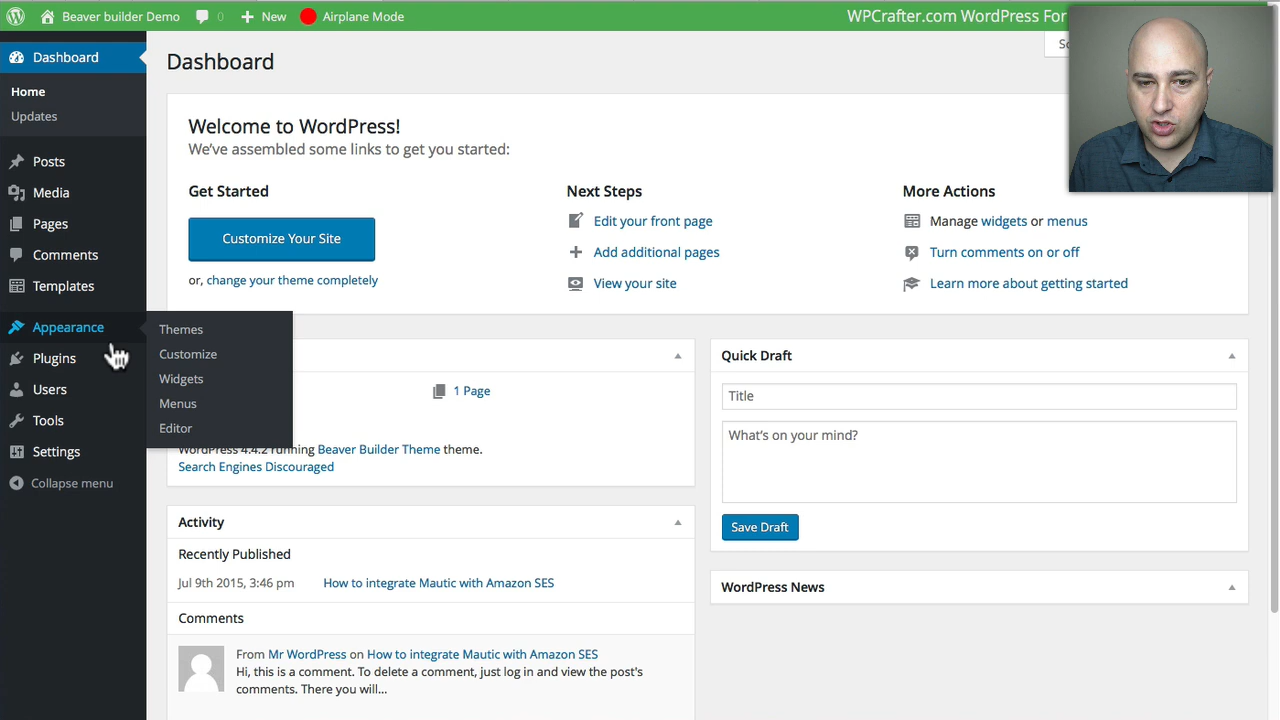 Beaver builder Demo 0 New Airplane Mode WPCrafter.com WordPress For
Dashboard
Home
Updates
Posts
Media
Pages
Comments
Templates
Appearance
Plugins
Users
Tools
Settings
Collapse menu
Themes
Customize
Widgets
Menus
Editor
Dashboard
Sc
Welcome to WordPress!
We've assembled some links to get you started:
Get Started
Customize Your Site
or, change your theme completely
Next Steps
Edit your front page
Add additional pages
View your site
More Actions
Manage widgets or menus
Turn comments on or off
Learn more about getting started
1 Page
WordPress 4.4.2 running Beaver Builder Theme theme.
Search Engines Discouraged
Activity
Recently Published
Jul 9th 2015, 3:46 pm How to integrate Mautic with Amazon SES
Comments
From Mr WordPress on How to integrate Mautic with Amazon SES
Hi, this is a comment. To delete a comment, just log in and view the post's
comments. There you will...
Quick Draft
Title
What's on your mind?
Save Draft
WordPress News